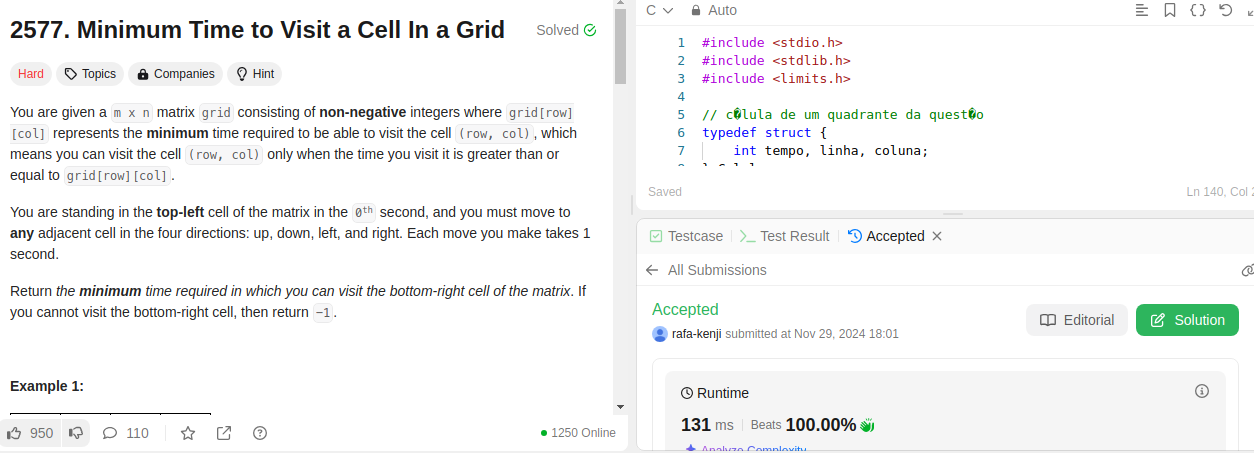 2577. Minimum Time to Visit a Cell In a Grid
Solved
Hard
Topics
Companies
Hint
You are given a m x n matrix grid consisting of non-negative integers where grid[row]
[col] represents the minimum time required to be able to visit the cell (row, col), which
means you can visit the cell (row, col) only when the time you visit it is greater than or
equal to grid[row][col].
You are standing in the top-left cell of the matrix in the 0th second, and you must move to
any adjacent cell in the four directions: up, down, left, and right. Each move you make takes 1
second.
Return the minimum time required in which you can visit the bottom-right cell of the matrix. If
you cannot visit the bottom-right cell, then return -1.
Example 1:
950
110
1250 Online
C
Auto
1 #include <stdio.h>
2 #include <stdlib.h>
3 #include <limits.h>
4
5 // c�lula de um quadrante da quest�o
6 typedef struct {
7 int tempo, linha, coluna;
Saved
Ln 140, Col 2
Testcase
Test Result
Accepted
All Submissions
Accepted
rafa-kenji submitted at Nov 29, 2024 18:01
Editorial
Solution
Runtime
131 ms
Beats 100.00%
Analyze Complexity